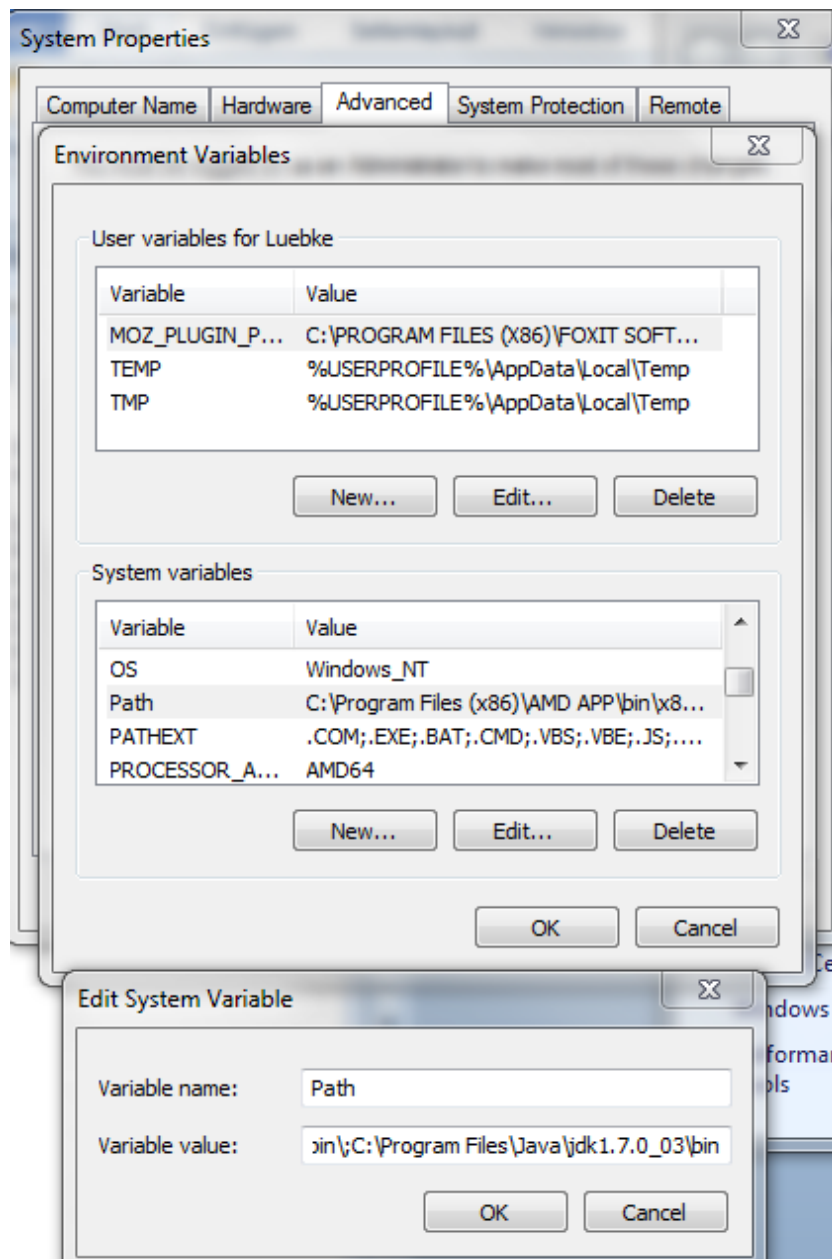 System Properties
Computer Name Hardware Advanced System Protection Remote
Environment Variables
User variables for Luebke
Variable Value
MOZ_PLUGIN_P... C:\PROGRAM FILES (X86)\FOXIT SOFT...
TEMP %USERPROFILE%\AppData\Local\Temp
TMP %USERPROFILE%\AppData\Local\Temp
New... Edit... Delete
System variables
Variable Value
OS Windows_NT
Path C:\Program Files (x86)\AMD APP\bin\x8...
PATHEXT .COM;.EXE;.BAT;.CMD;.VBS;.VBE;.JS;....
PROCESSOR_A... AMD64
New... Edit... Delete
OK Cancel
Edit System Variable
Variable name: Path
Variable value: bin\;C:\Program Files\Java\jdk1.7.0_03\bin
OK Cancel